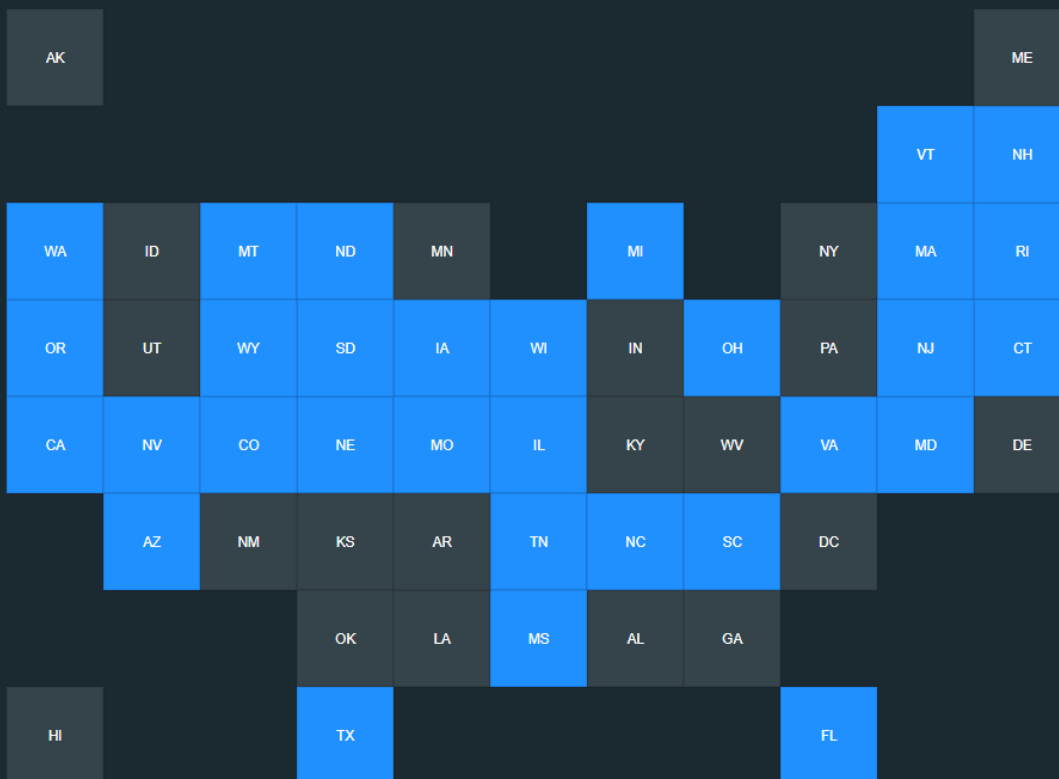 AK ME
VT NH
WA ID MT ND MN MI NY MA RI
OR UT WY SD IA WI IN OH PA NJ CT
CA NV CO NE MO IL KY WV VA MD DE
AZ NM KS AR TN NC SC DC
OK LA MS AL GA
HI TX FL